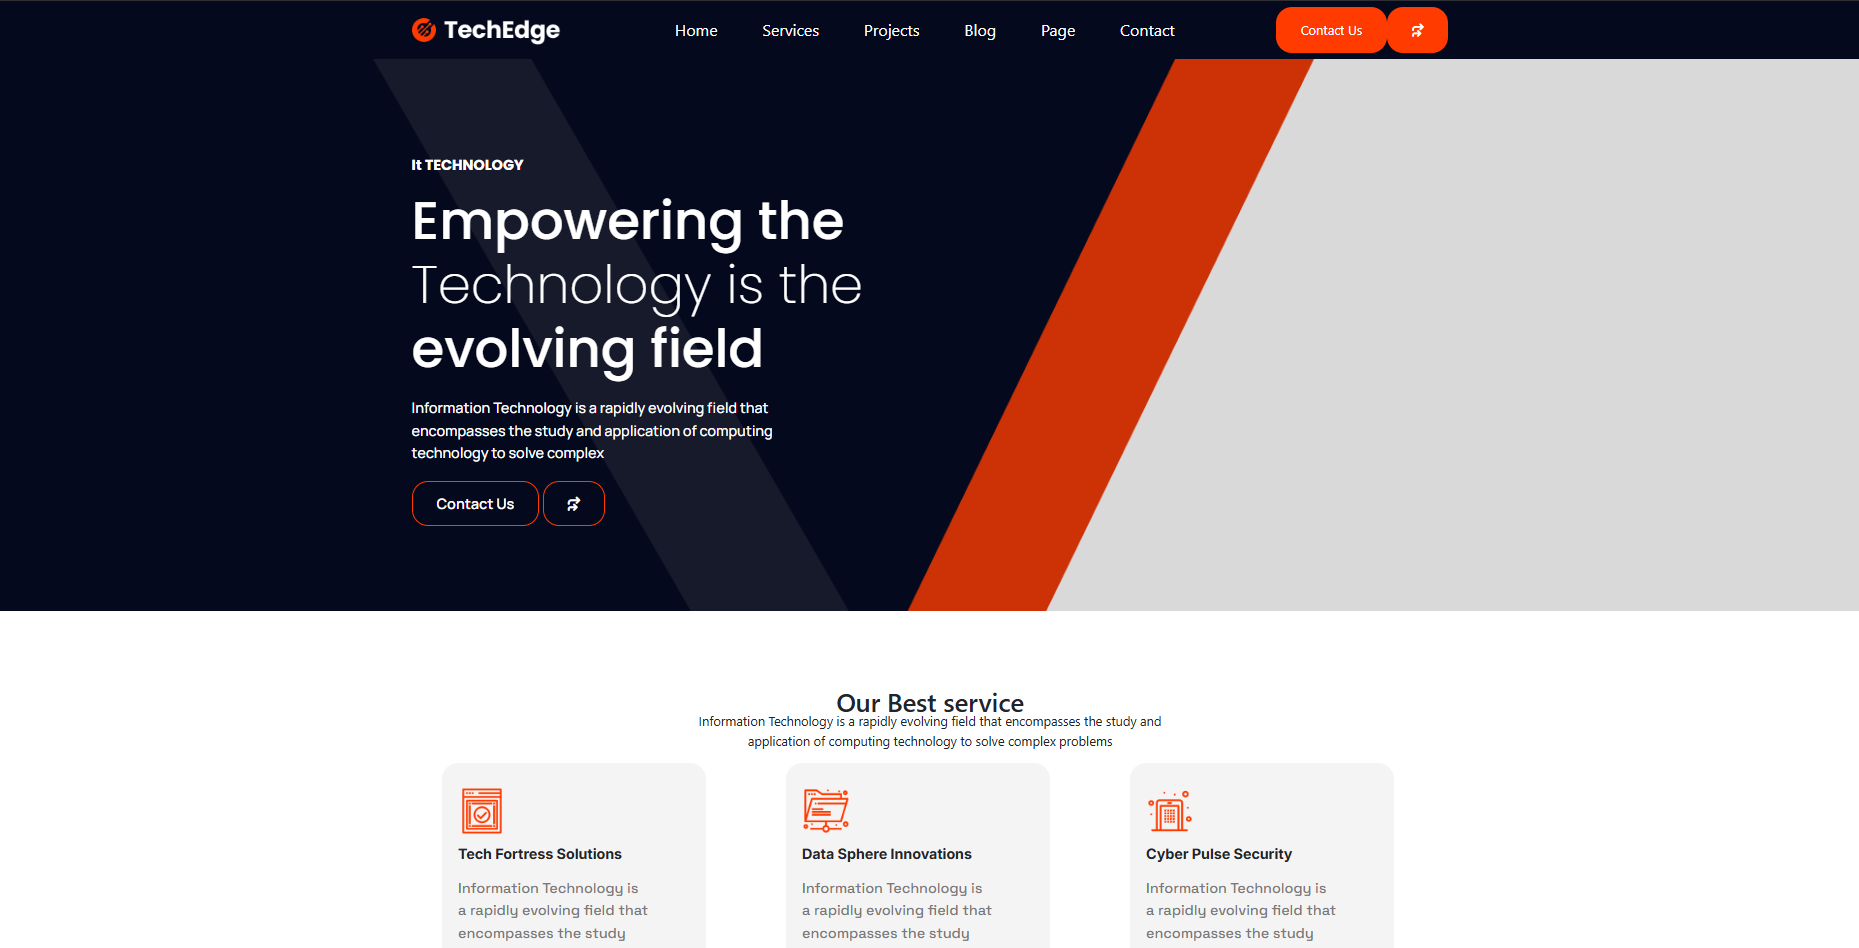 TechEdge
Home Services Projects Blog Page Contact
Contact Us
It TECHNOLOGY
Empowering the
Technology is the
evolving field
Information Technology is a rapidly evolving field that
encompasses the study and application of computing
technology to solve complex
Contact Us
Our Best service
Information Technology is a rapidly evolving field that encompasses the study and
application of computing technology to solve complex problems
Tech Fortress Solutions
Information Technology is
a rapidly evolving field that
encompasses the study
Data Sphere Innovations
Information Technology is
a rapidly evolving field that
encompasses the study
Cyber Pulse Security
Information Technology is
a rapidly evolving field that
encompasses the study